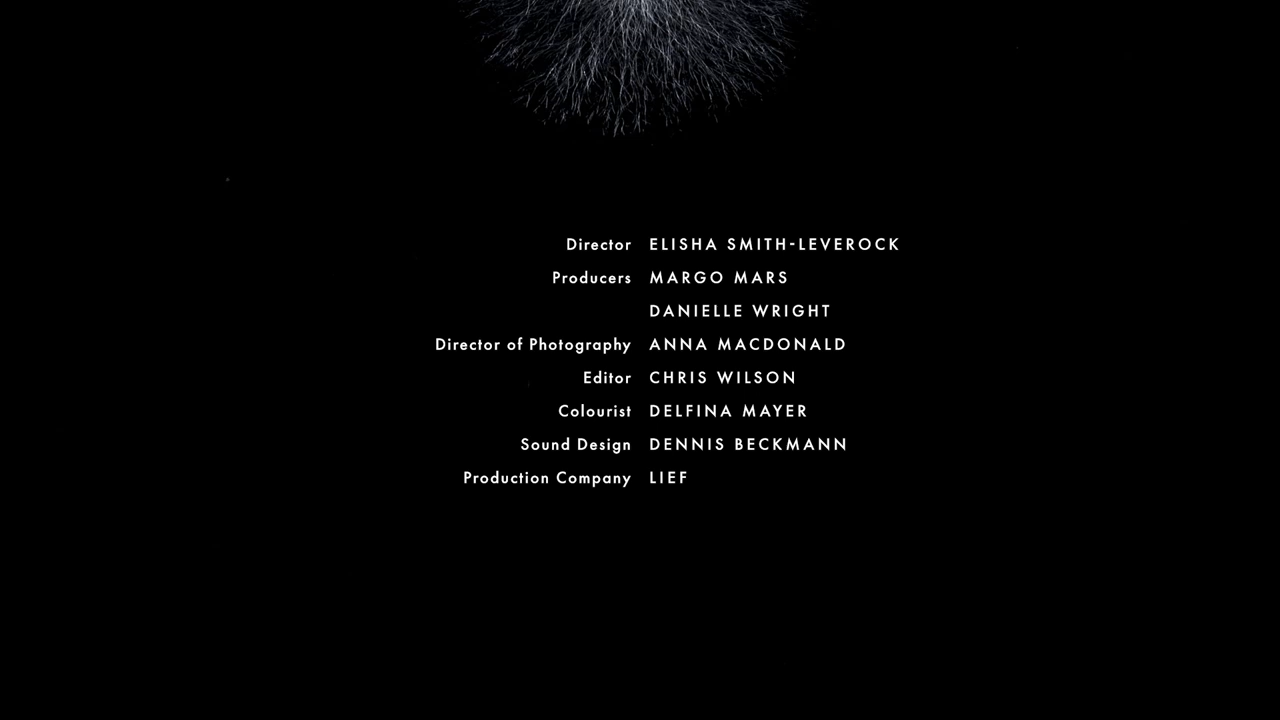 Director ELISHA SMITH-LEVEROCK
Producers MARGO MARS
DANIELLE WRIGHT
Director of Photography ANNA MACDONALD
Editor CHRIS WILSON
Colourist DELFINA MAYER
Sound Design DENNIS BECKMANN
Production Company LIEF